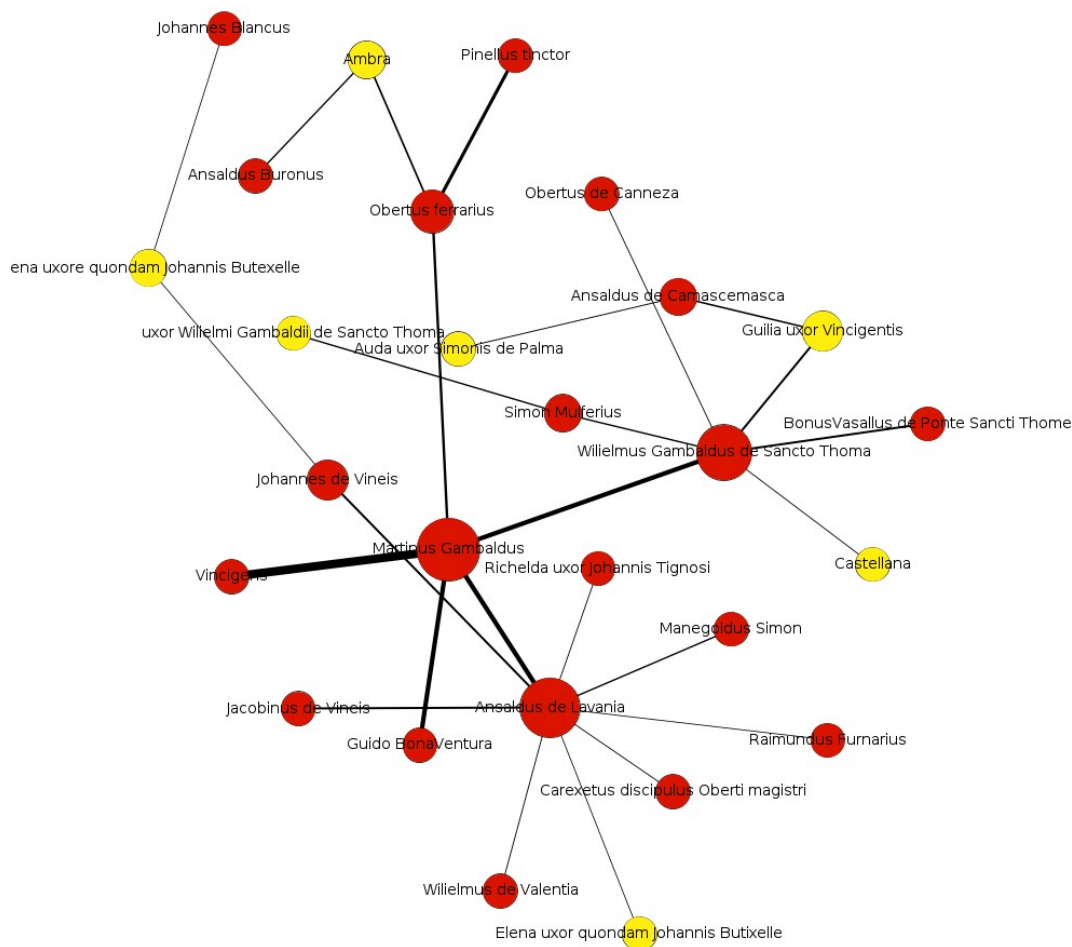 Johannes Blancus
Ambra
Pinellus tinctor
Ansaldus Buronus
Obertus ferrarius
Obertus de Canneza
ena uxore quondam Johannis Butexelle
Ansaldus de Camascemasca
uxor Wilielmi Gambaldii de Sancto Thoma
Guilia uxor Vincigentis
Auda uxor Simonis de Palma
Simon Mulferius
BonusVasallus de Ponte Sancti Thome
Wilielmus Gambaldus de Sancto Thoma
Johannes de Vineis
Martinus Gambaldus
Richelda uxor Johannis Tignosi
Castellana
Vincigens
Manegoldus Simon
Jacobinus de Vineis
Ansaldus de Lavania
Guido BonaVentura
Raimundus Furnarius
Carexetus discipulus Oberti magistri
Wilielmus de Valentia
Elena uxor quondam Johannis Butixelle